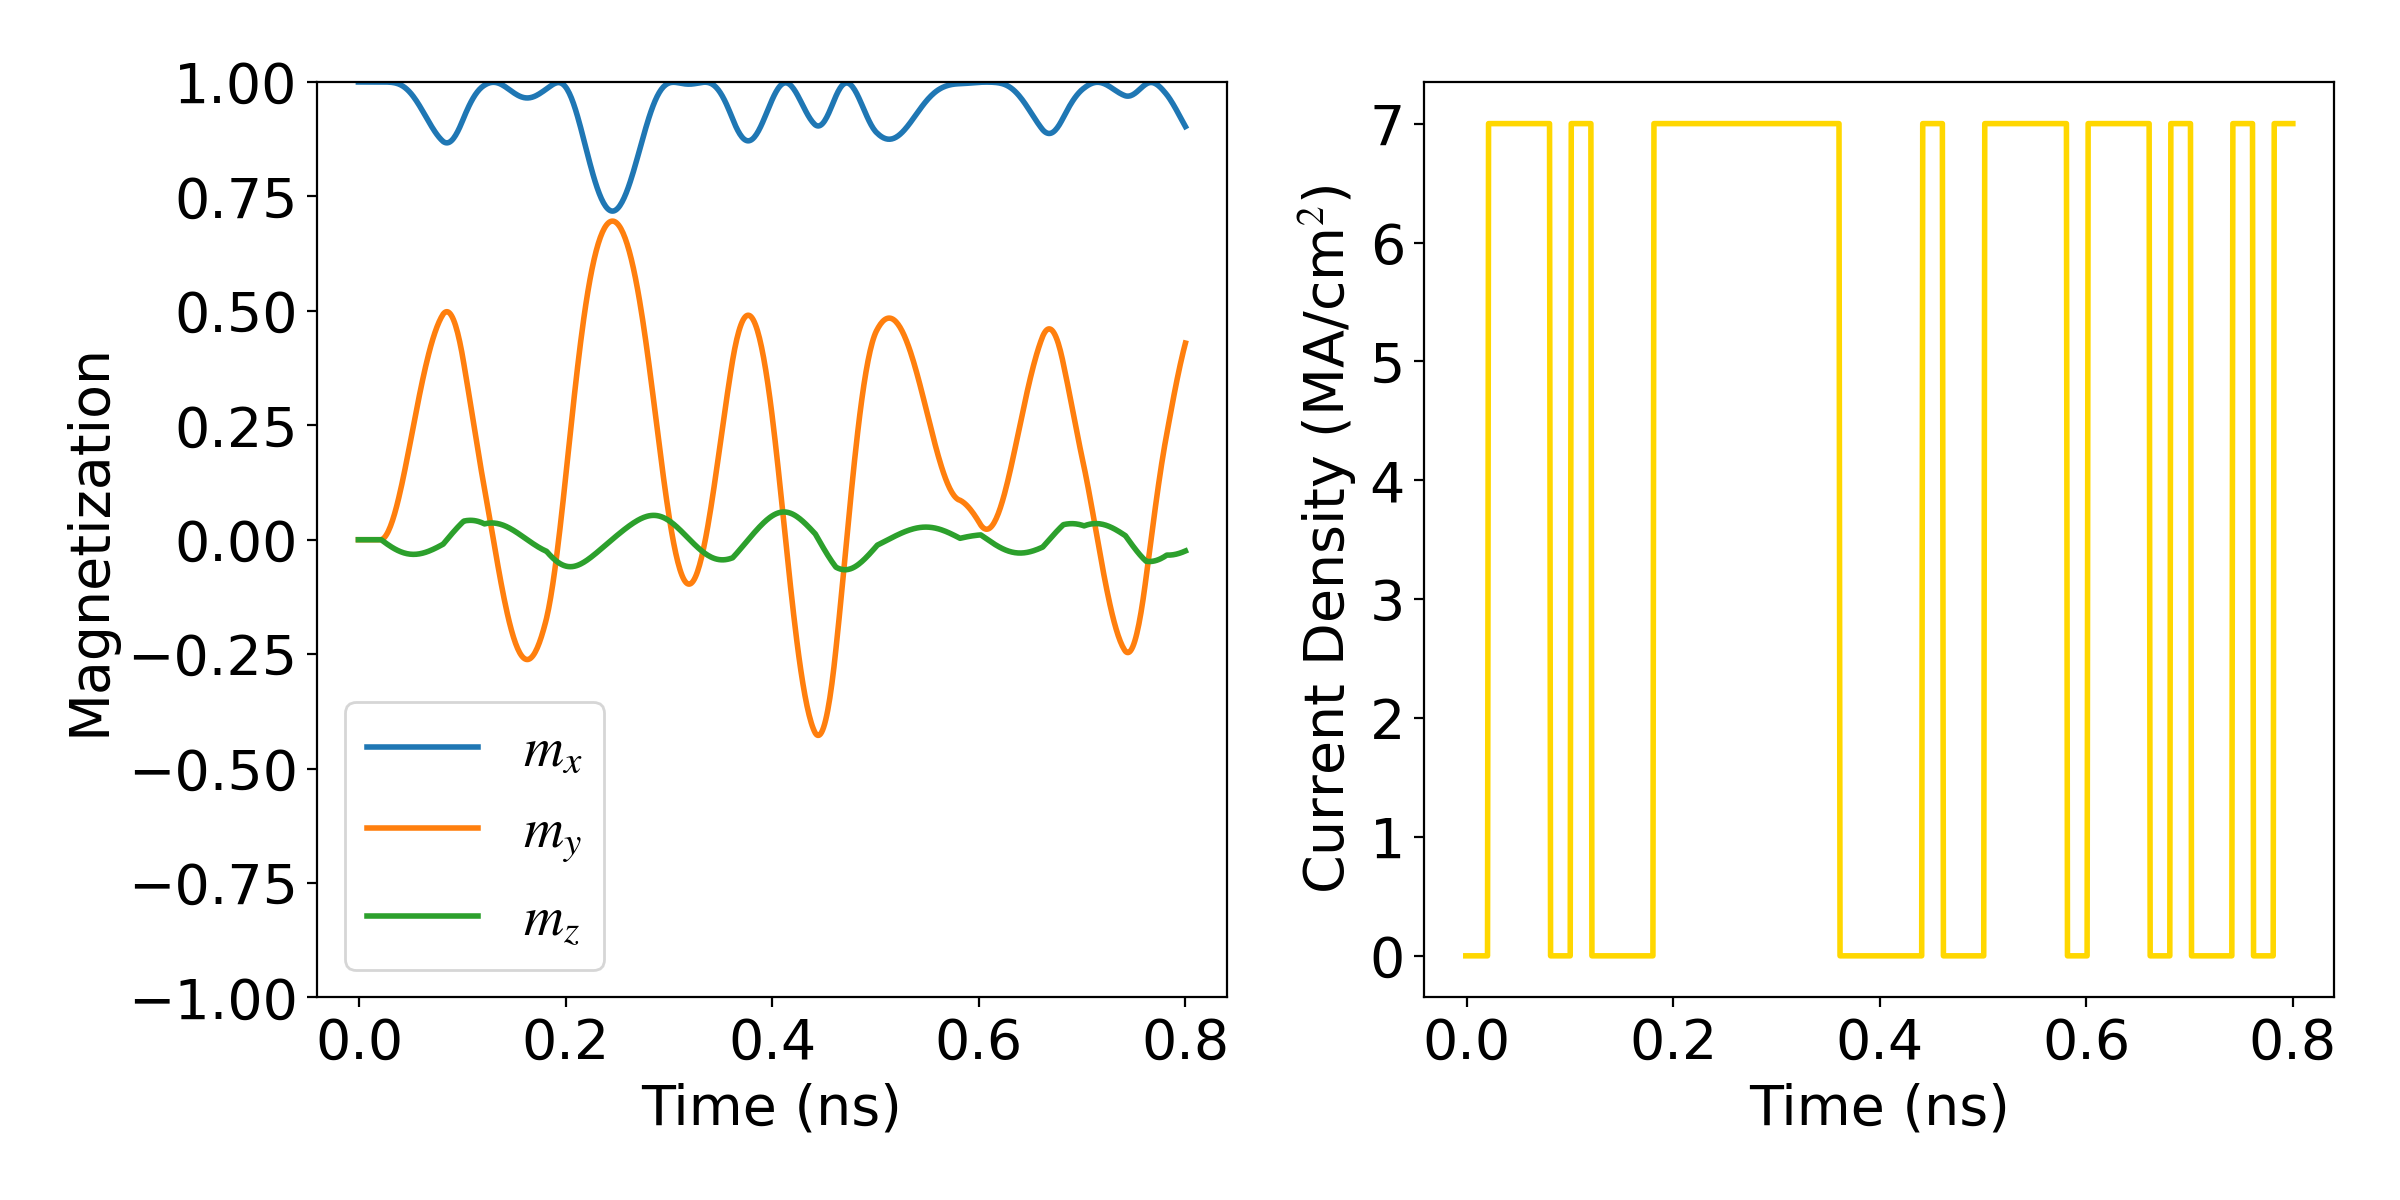 1.00
0.75
0.50
0.25
0.00
−0.25
−0.50
−0.75
−1.00
Magnetization
m_x
m_y
m_z
0.0 0.2 0.4 0.6 0.8
Time (ns)
7
6
5
4
3
2
1
0
Current Density (MA/cm²)
0.0 0.2 0.4 0.6 0.8
Time (ns)